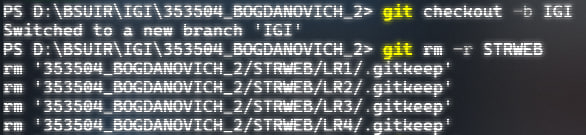 PS D:\BSUIR\IGI\353504_BOGDANOVICH_2> git checkout -b IGI
Switched to a new branch 'IGI'
PS D:\BSUIR\IGI\353504_BOGDANOVICH_2> git rm -r STRWEB
rm '353504_BOGDANOVICH_2/STRWEB/LR1/.gitkeep'
rm '353504_BOGDANOVICH_2/STRWEB/LR2/.gitkeep'
rm '353504_BOGDANOVICH_2/STRWEB/LR3/.gitkeep'
rm '353504_BOGDANOVICH_2/STRWEB/LR4/.gitkeep'